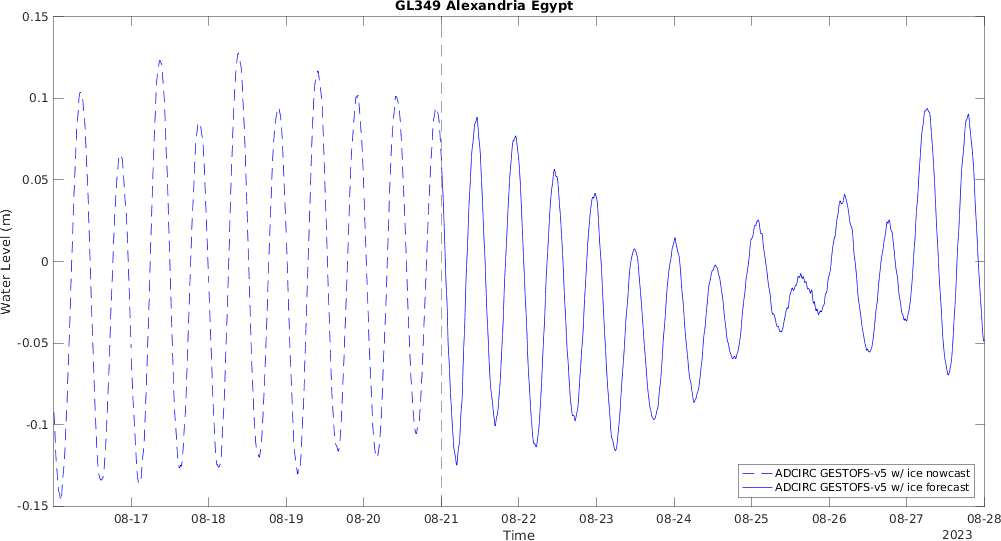 GL349 Alexandria Egypt
Water Level (m)
0.15
0.1
0.05
0
-0.05
-0.1
-0.15
ADCIRC GESTOFS-v5 w/ ice nowcast
ADCIRC GESTOFS-v5 w/ ice forecast
08-17 08-18 08-19 08-20 08-21 08-22 08-23 08-24 08-25 08-26 08-27 08-28
Time
2023